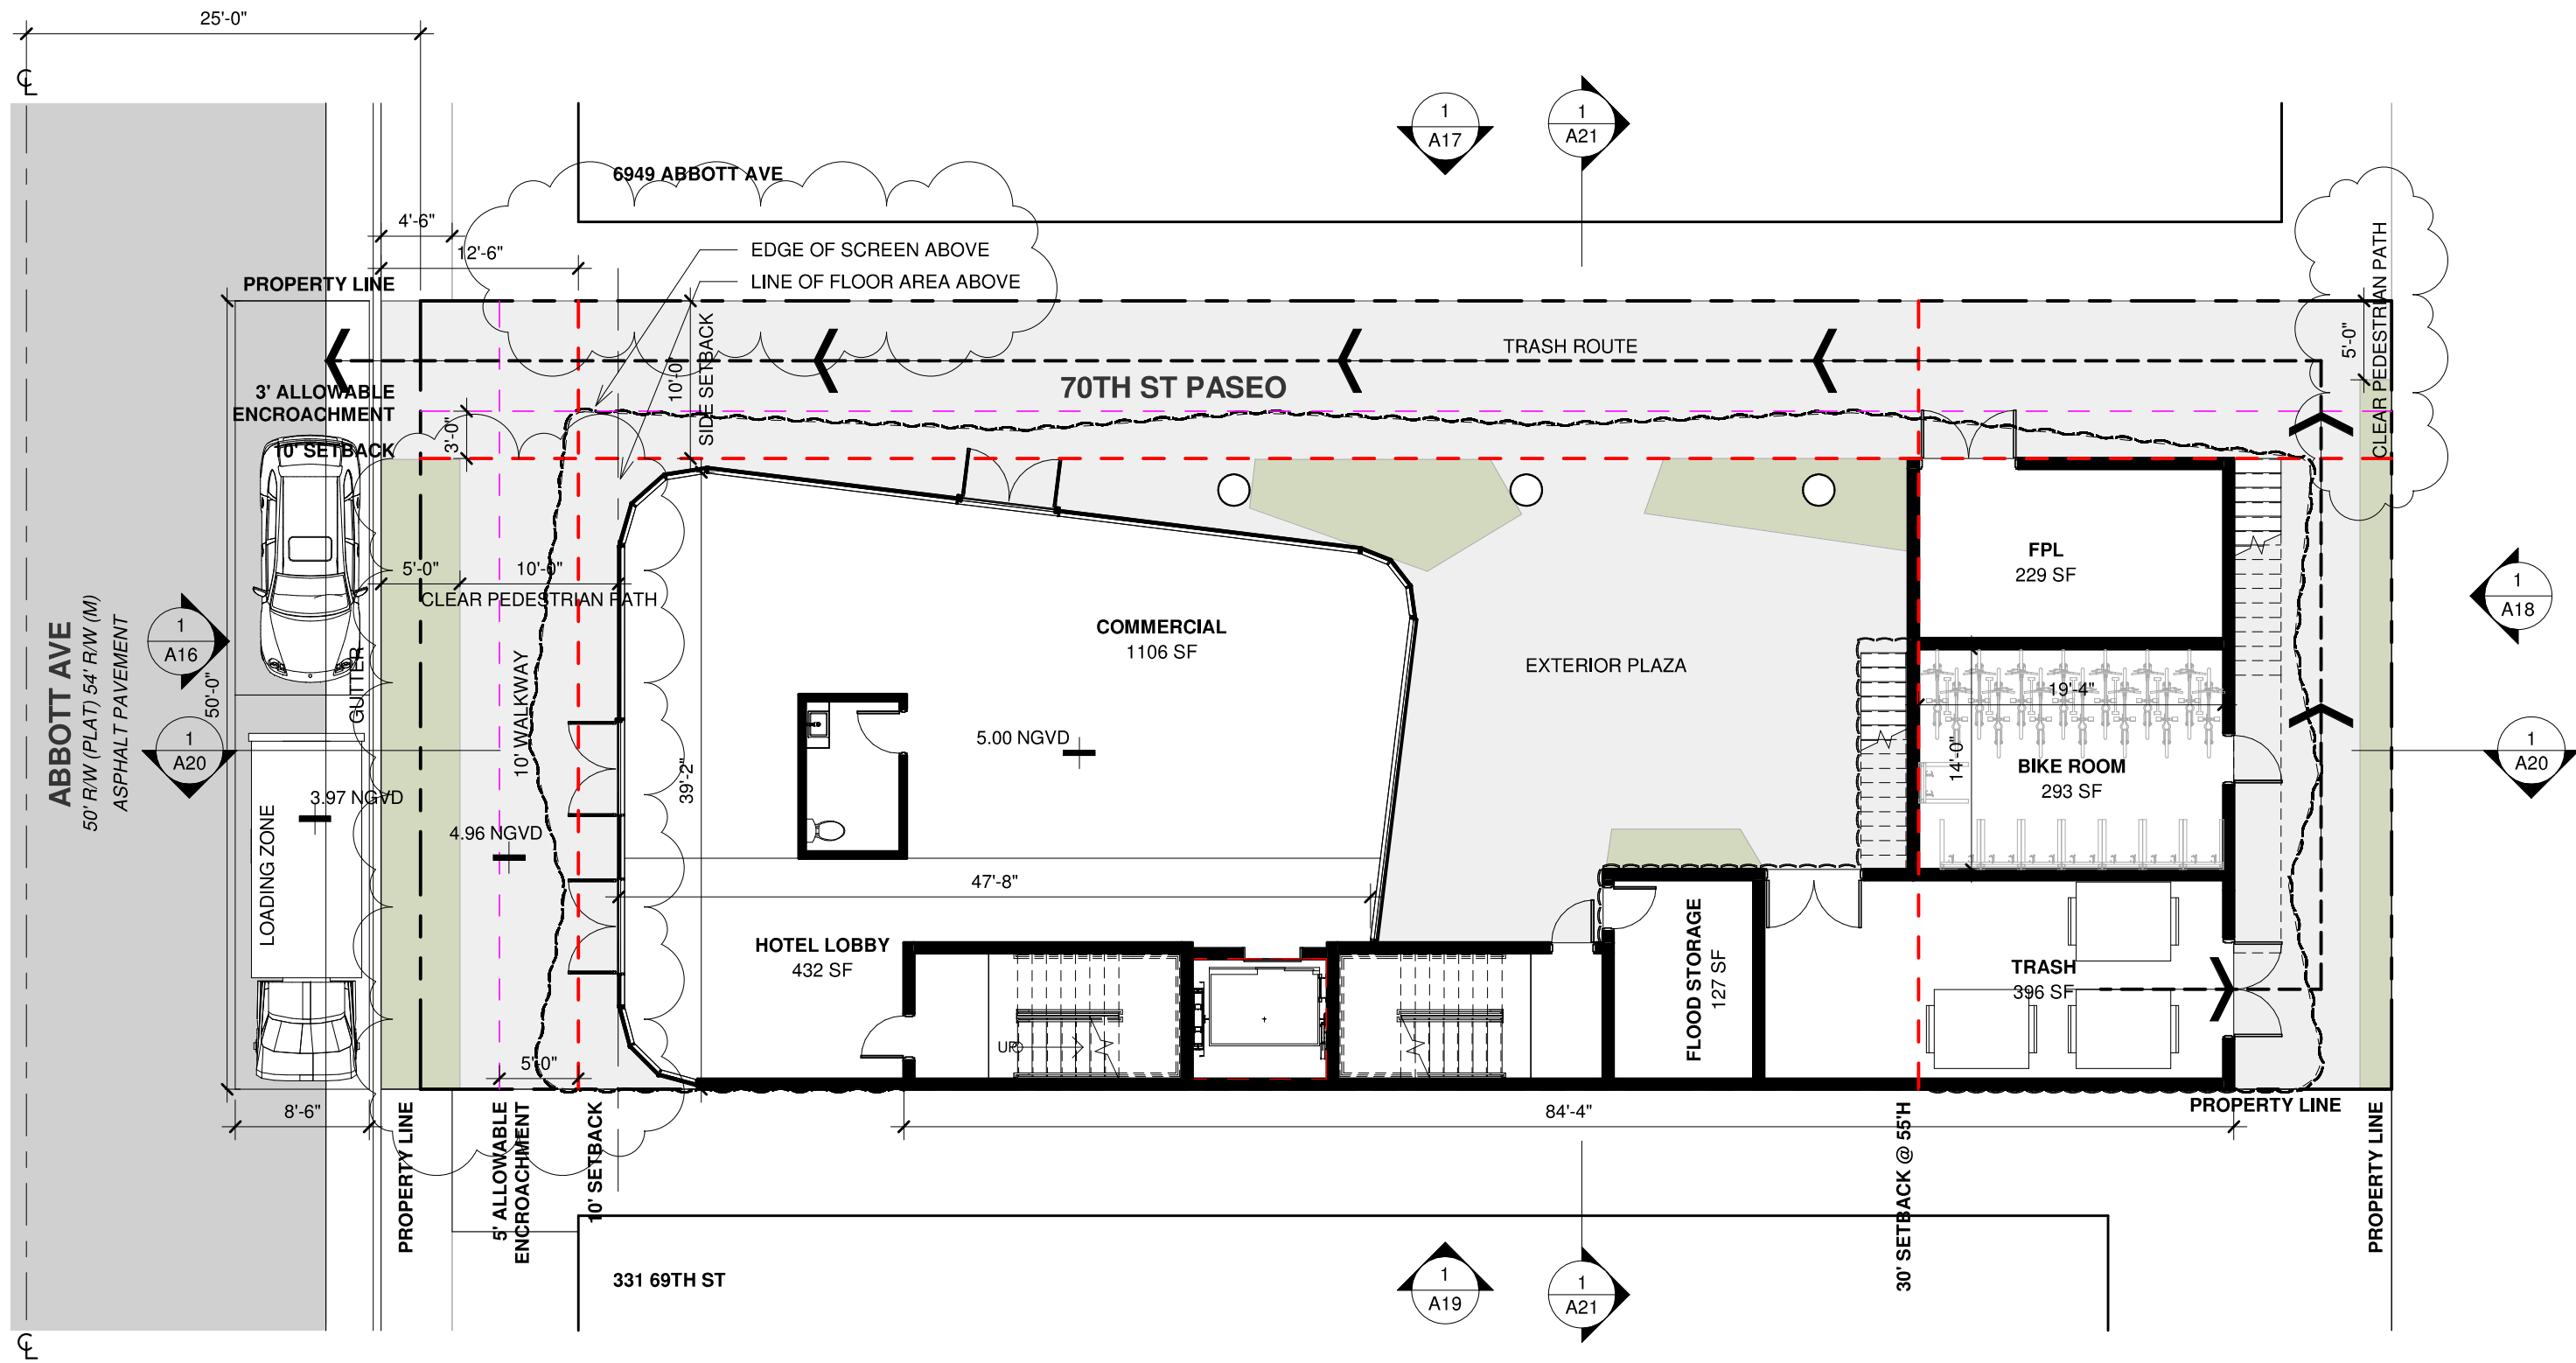 25'-0"
℄
1
A17
1
A21
6949 ABBOTT AVE
4'-6"
12'-6"
EDGE OF SCREEN ABOVE
LINE OF FLOOR AREA ABOVE
PROPERTY LINE
CLEAR PEDESTRIAN PATH
5'-0"
TRASH ROUTE
70TH ST PASEO
10'-0"
SIDE SETBACK
3' ALLOWABLE
ENCROACHMENT
3'-0"
10' SETBACK
5'-0"
10'-0"
CLEAR PEDESTRIAN PATH
FPL
229 SF
1
A18
1
A16
COMMERCIAL
1106 SF
ABBOTT AVE
50' R/W (PLAT) 54' R/W (M)
ASPHALT PAVEMENT
50'-0"
GUTTER
10' WALKWAY
EXTERIOR PLAZA
19'-4"
14'-0"
BIKE ROOM
293 SF
1
A20
1
A20
5.00 NGVD
39'-2"
3.97 NGVD
4.96 NGVD
LOADING ZONE
47'-8"
HOTEL LOBBY
432 SF
FLOOD STORAGE
127 SF
TRASH
396 SF
UP
5'-0"
8'-6"
84'-4"
PROPERTY LINE
PROPERTY LINE
5' ALLOWABLE
ENCROACHMENT
10' SETBACK
30' SETBACK @ 55'H
PROPERTY LINE
331 69TH ST
1
A19
1
A21
℄